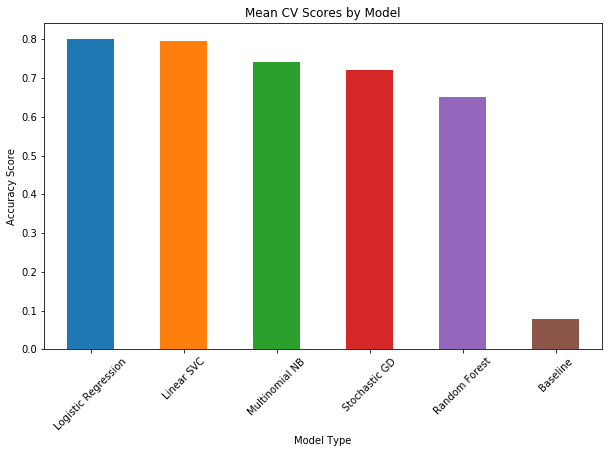 Mean CV Scores by Model
Accuracy Score
0.8
0.7
0.6
0.5
0.4
0.3
0.2
0.1
0.0
Logistic Regression
Linear SVC
Multinomial NB
Stochastic GD
Random Forest
Baseline
Model Type